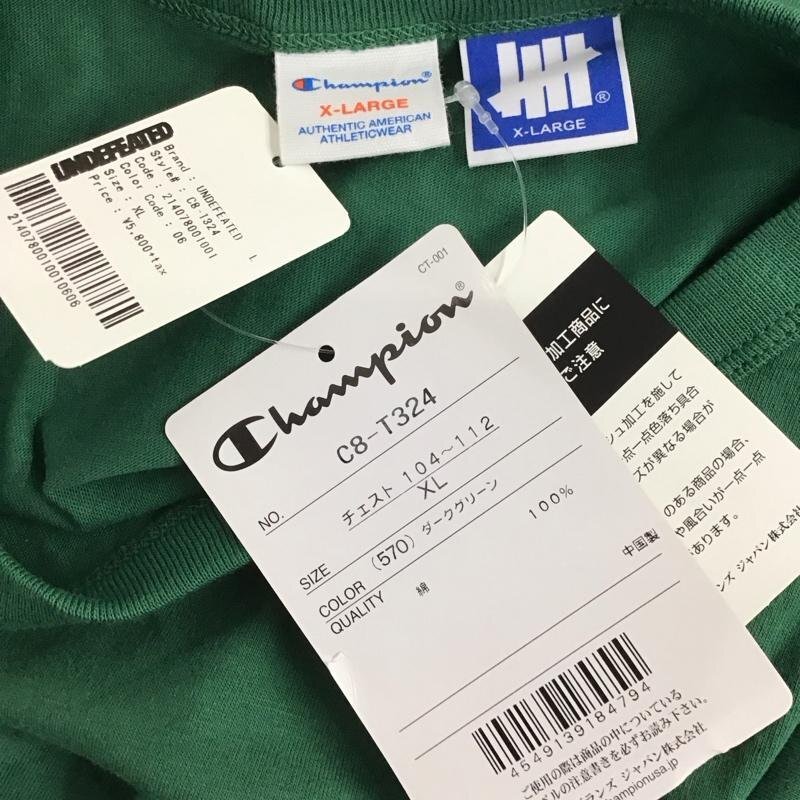 Champion®
X-LARGE
AUTHENTIC AMERICAN
ATHLETICWEAR
®
X-LARGE
UNDEFEATED
Brand : UNDEFEATED L
Style# : C8-T324
Code : 214078001001
Color Code : 06
Size : XL
Price : ¥5,800+tax
2140780010010606
CT-001
Champion®
C8-T324
NO.
チェスト 104～112
XL
SIZE
COLOR (570) ダークグリーン
QUALITY 綿 100%
中国製
4549139184794
ご使用の際は商品の中についている
ベルの注意書きを必ずお読み下さい。
ランズ ジャパン株式会社
hampionusa.jp
加工商品に
ご注意
シュ加工を施して
点一点色落ち具合
ズが異なる場合が
のある商品の場合、
や風合いが一点一点
あります。
ランズ ジャパン株式会